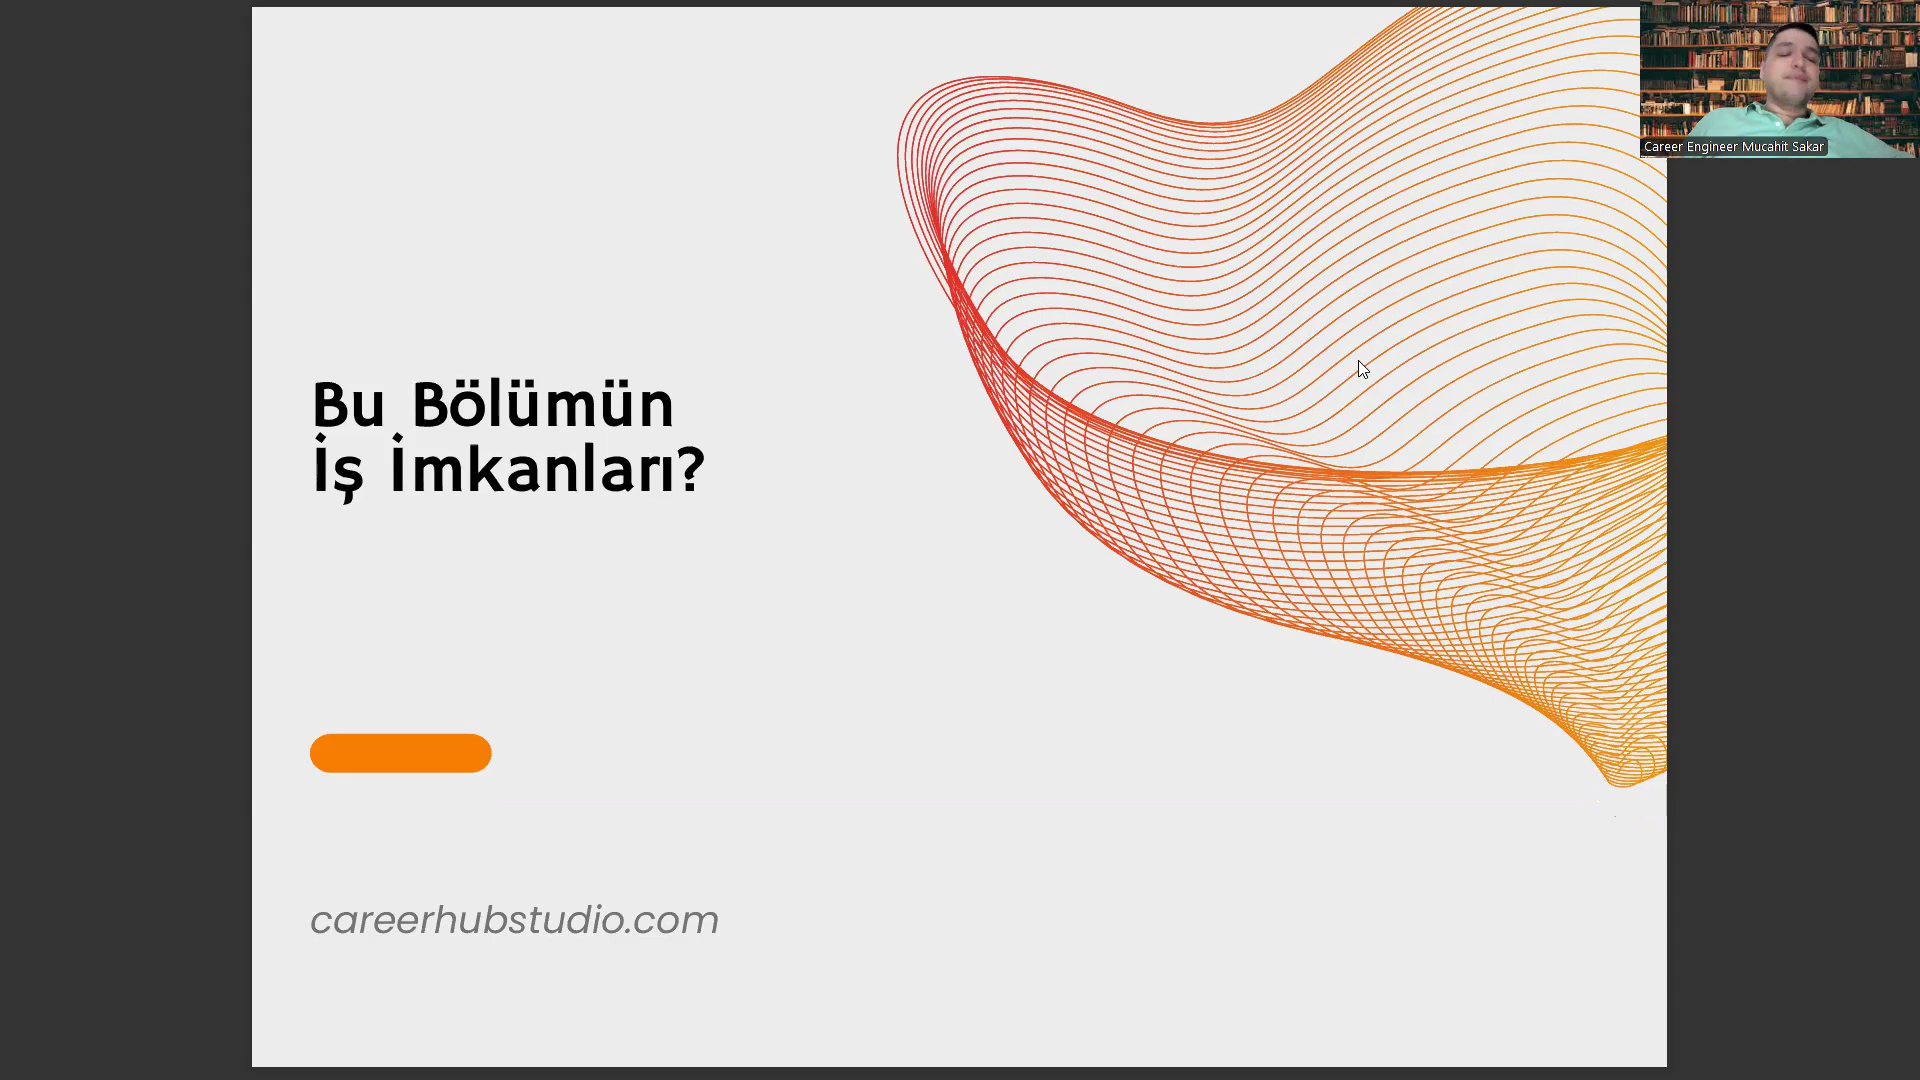 Career Engineer Mucahit Sakar
Bu Bölümün
İş İmkanları?
careerhubstudio.com